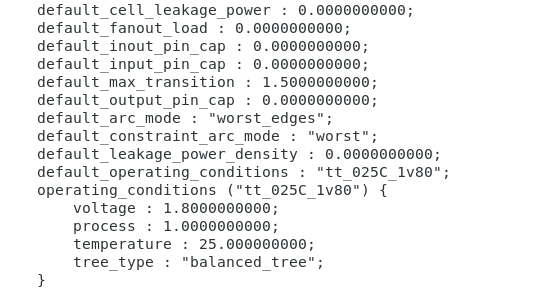 default_cell_leakage_power : 0.0000000000;
default_fanout_load : 0.0000000000;
default_inout_pin_cap : 0.0000000000;
default_input_pin_cap : 0.0000000000;
default_max_transition : 1.5000000000;
default_output_pin_cap : 0.0000000000;
default_arc_mode : "worst_edges";
default_constraint_arc_mode : "worst";
default_leakage_power_density : 0.0000000000;
default_operating_conditions : "tt_025C_1v80";
operating_conditions ("tt_025C_1v80") {
    voltage : 1.8000000000;
    process : 1.0000000000;
    temperature : 25.000000000;
    tree_type : "balanced_tree";
}